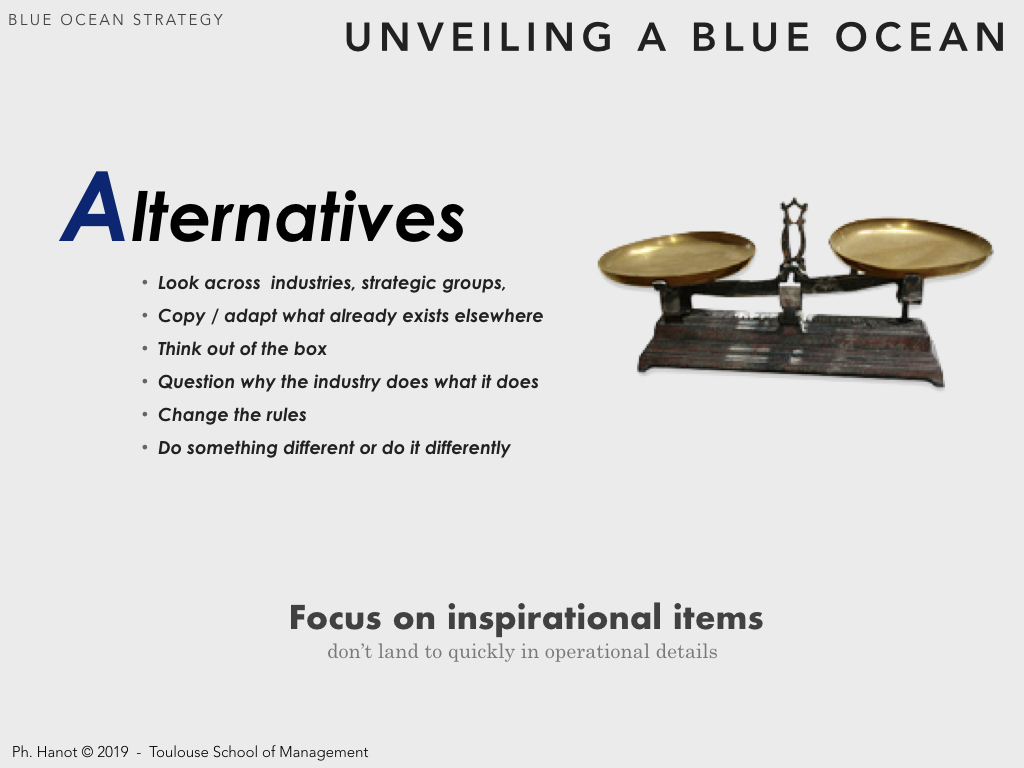 BLUE OCEAN STRATEGY
UNVEILING A BLUE OCEAN
Alternatives
• Look across  industries, strategic groups,
• Copy / adapt what already exists elsewhere
• Think out of the box
• Question why the industry does what it does
• Change the rules
• Do something different or do it differently
Focus on inspirational items
don’t land to quickly in operational details
Ph. Hanot © 2019  -  Toulouse School of Management